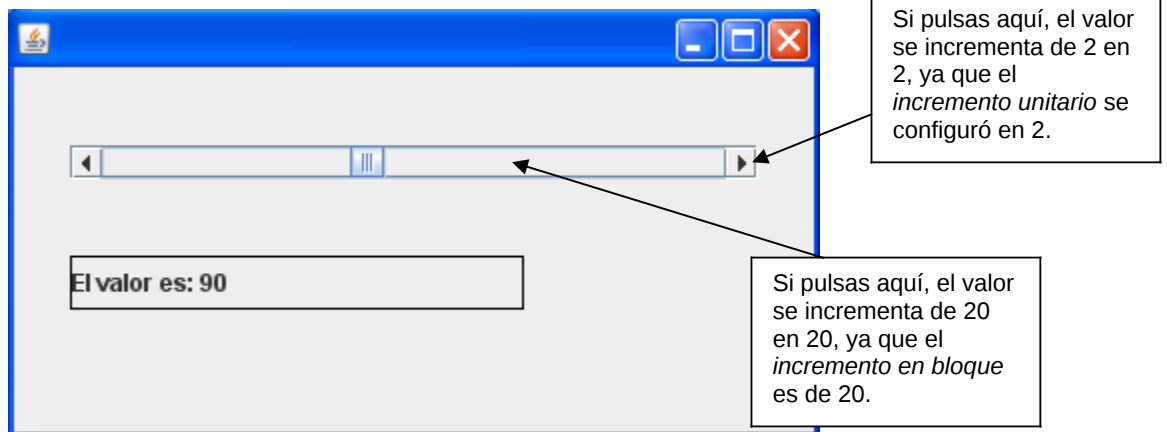 Si pulsas aquí, el valor
se incrementa de 2 en
2, ya que el
incremento unitario se
configuró en 2.
El valor es: 90
Si pulsas aquí, el valor
se incrementa de 20
en 20, ya que el
incremento en bloque
es de 20.